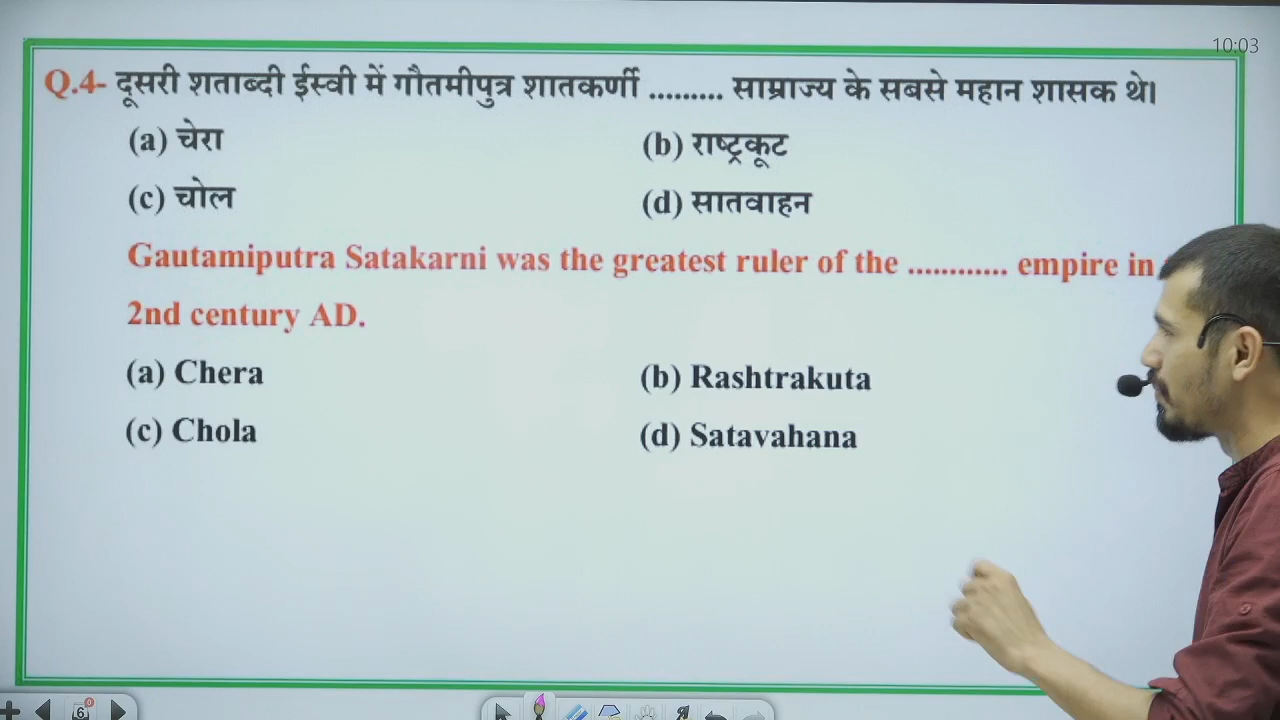 10:03
Q.4- दूसरी शताब्दी ईस्वी में गौतमीपुत्र शातकर्णी ......... साम्राज्य के सबसे महान शासक थे।
(a) चेरा (b) राष्ट्रकूट
(c) चोल (d) सातवाहन
Gautamiputra Satakarni was the greatest ruler of the ............ empire in
2nd century AD.
(a) Chera (b) Rashtrakuta
(c) Chola (d) Satavahana
6